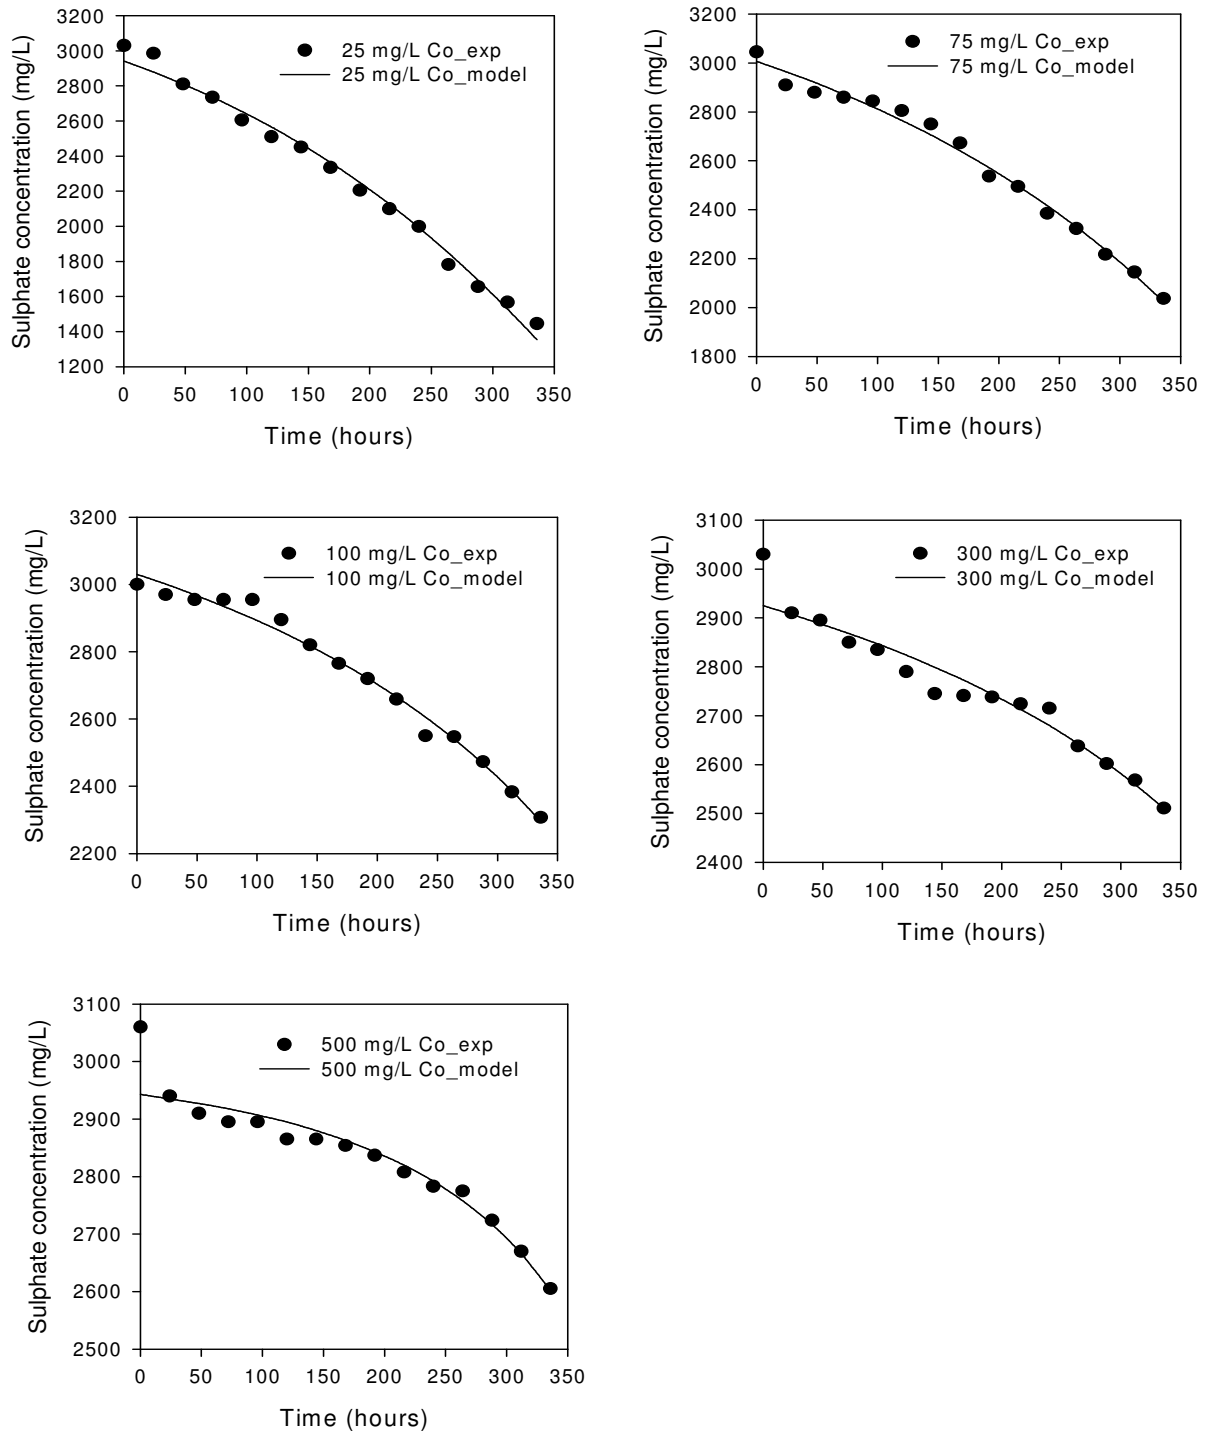 Sulphate concentration (mg/L)
3200
3000
2800
2600
2400
2200
2000
1800
1600
1400
1200
25 mg/L Co_exp
25 mg/L Co_model
0 50 100 150 200 250 300 350
Time (hours)
Sulphate concentration (mg/L)
3200
3000
2800
2600
2400
2200
2000
1800
75 mg/L Co_exp
75 mg/L Co_model
0 50 100 150 200 250 300 350
Time (hours)
Sulphate concentration (mg/L)
3200
3000
2800
2600
2400
2200
100 mg/L Co_exp
100 mg/L Co_model
0 50 100 150 200 250 300 350
Time (hours)
Sulphate concentration (mg/L)
3100
3000
2900
2800
2700
2600
2500
2400
300 mg/L Co_exp
300 mg/L Co_model
0 50 100 150 200 250 300 350
Time (hours)
Sulphate concentration (mg/L)
3100
3000
2900
2800
2700
2600
2500
500 mg/L Co_exp
500 mg/L Co_model
0 50 100 150 200 250 300 350
Time (hours)